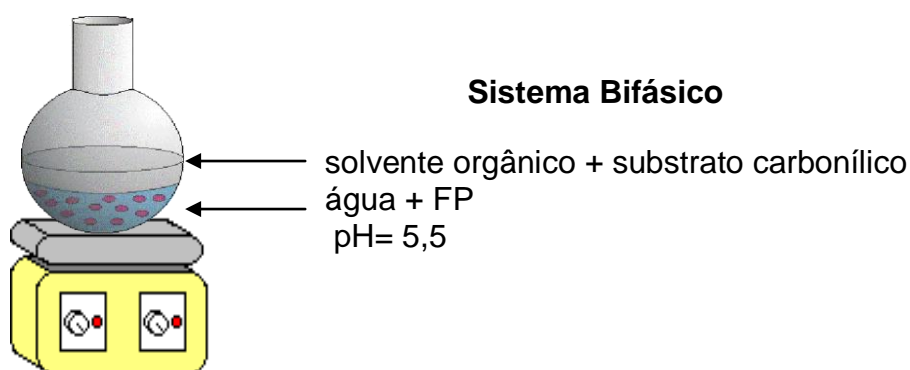 Sistema Bifásico
solvente orgânico + substrato carbonílico
água + FP
pH= 5,5